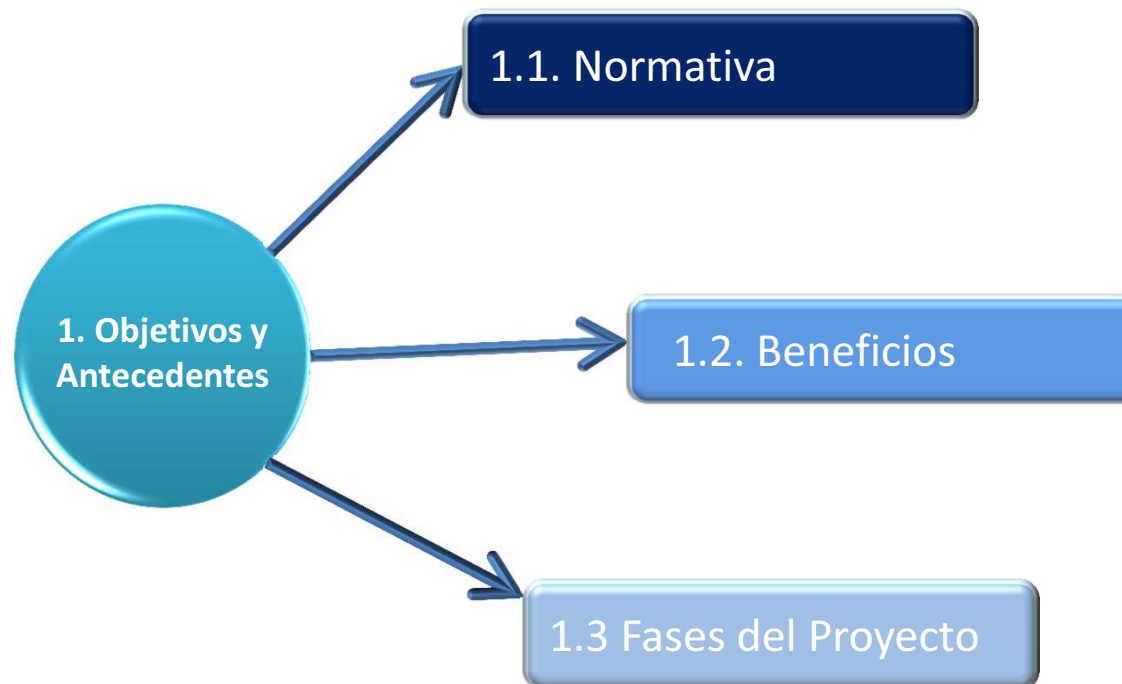 1.1. Normativa
1. Objetivos y
Antecedentes
1.2. Beneficios
1.3 Fases del Proyecto